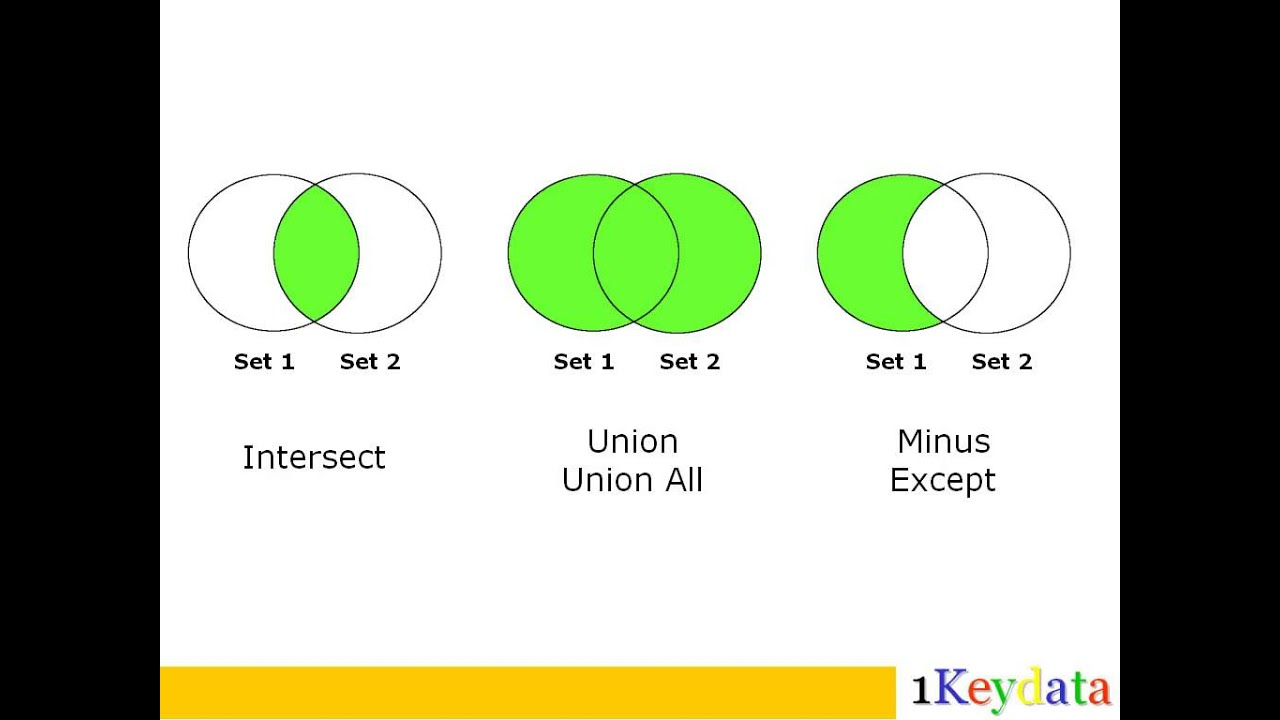 Set 1 Set 2
Intersect
Set 1 Set 2
Union
Union All
Set 1 Set 2
Minus
Except
1Keydata